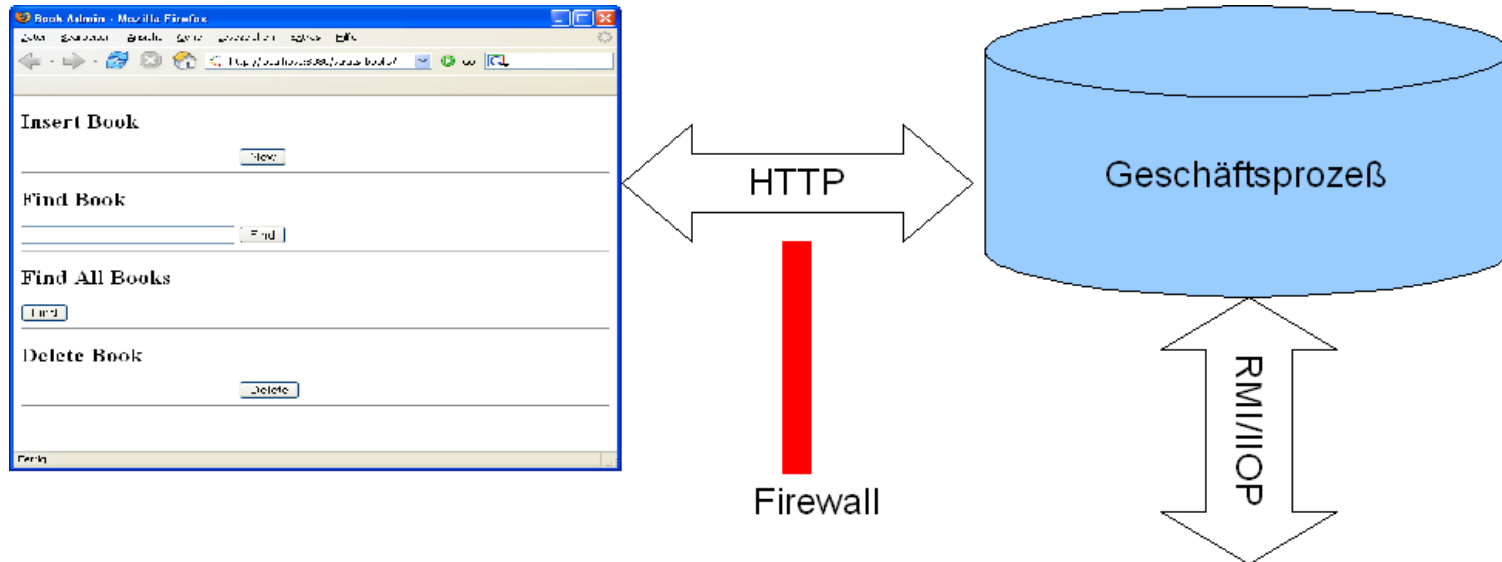 Book Admin - Mozilla Firefox
Insert Book
New
Find Book
Find
Find All Books
Find
Delete Book
Delete
Fertig
HTTP
Firewall
Geschäftsprozeß
RMI/IIOP